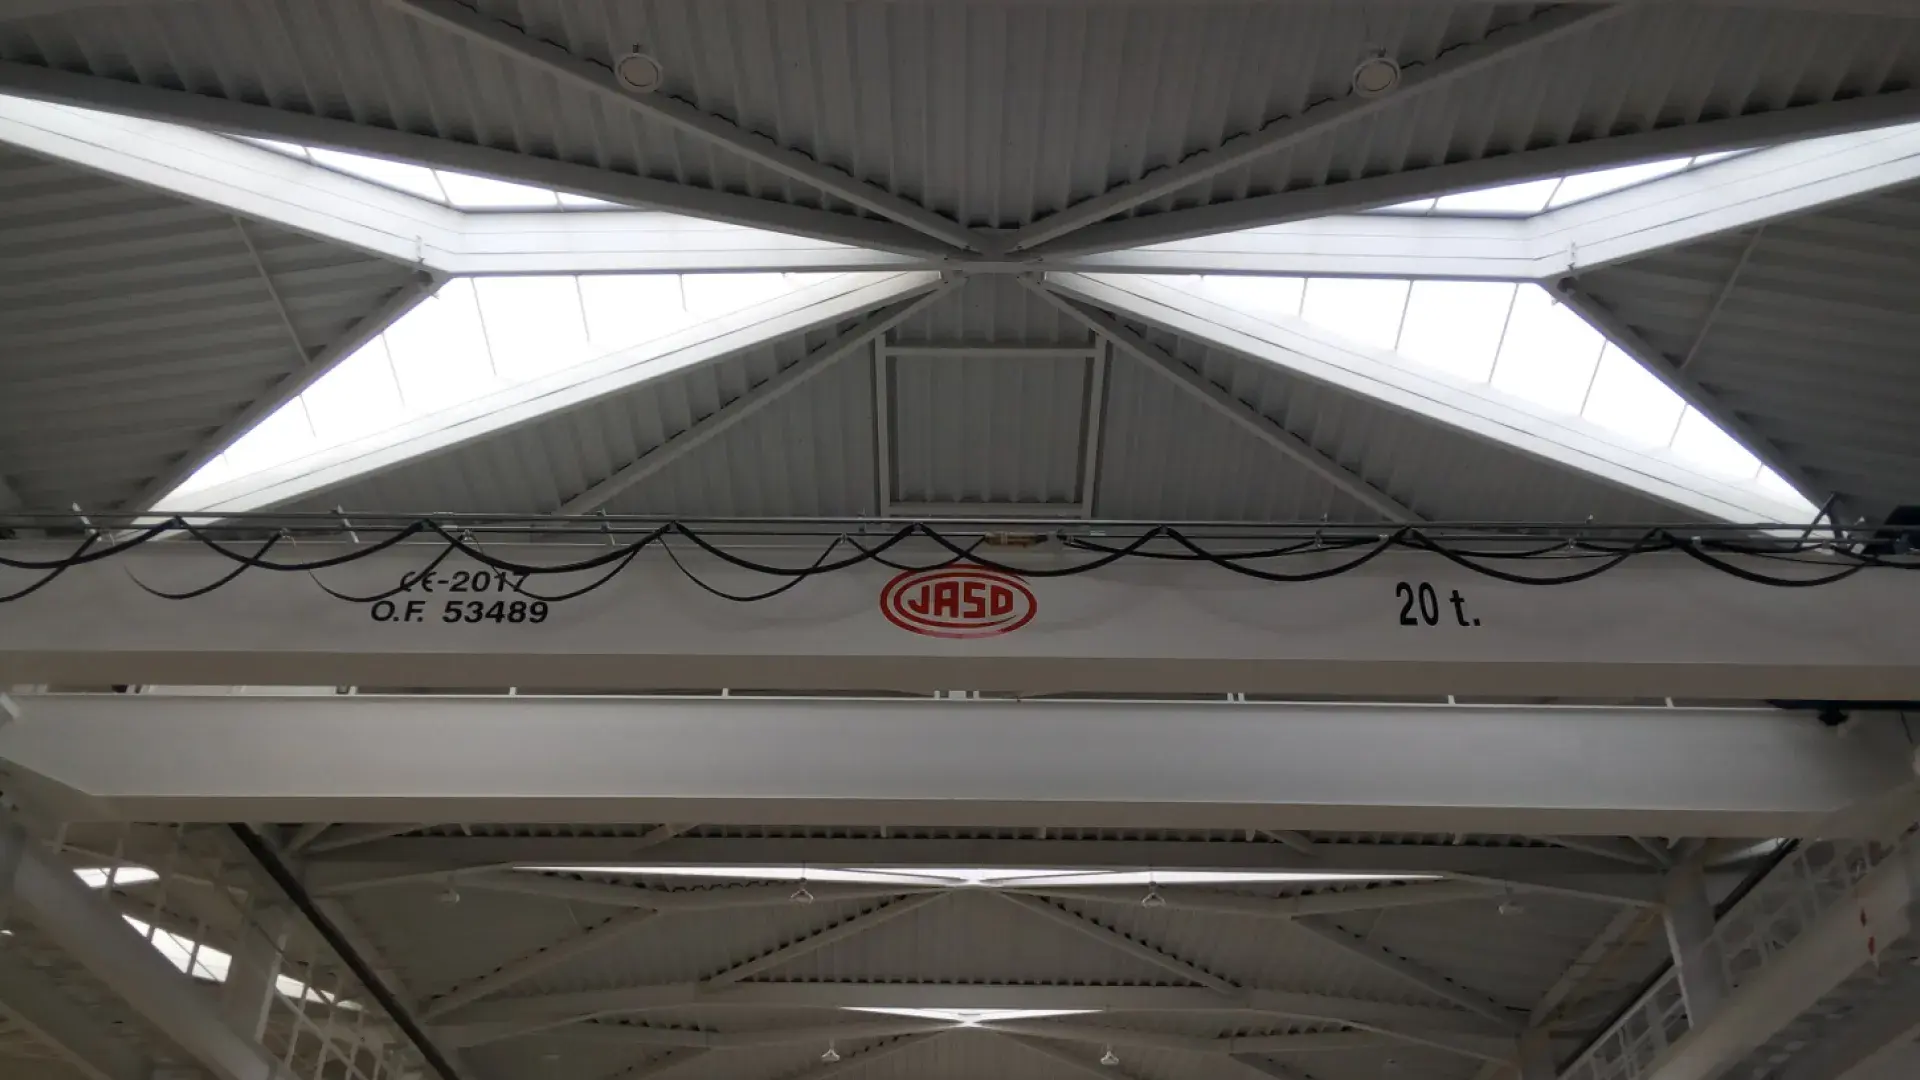 CE-2017
O.F. 53489
JASO
20 t.